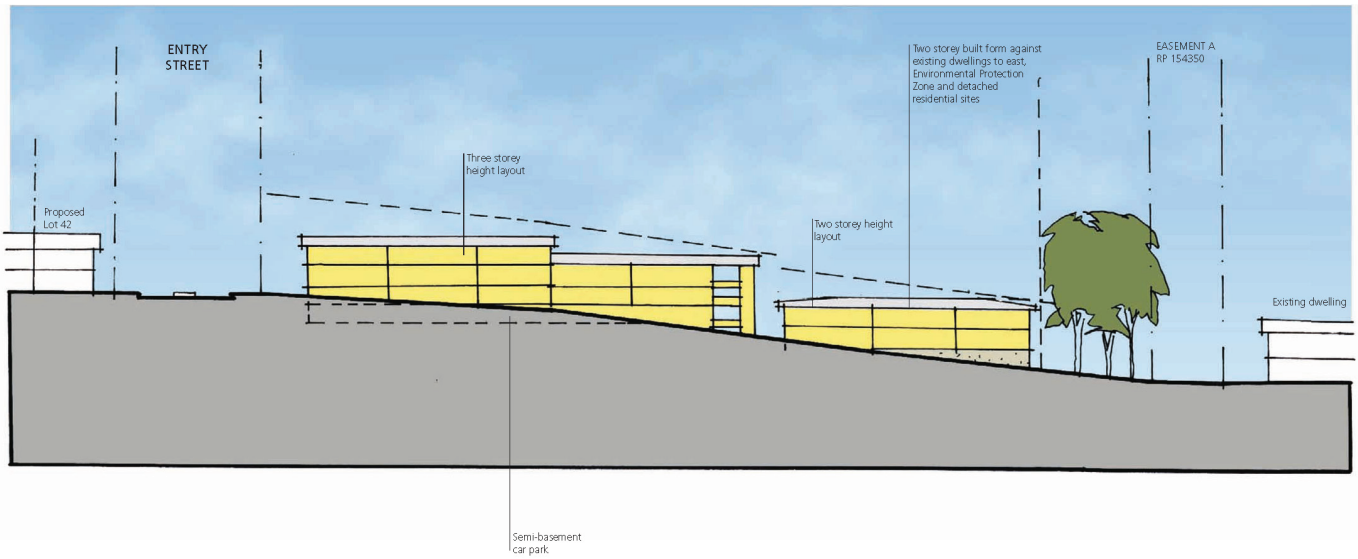 ENTRY
STREET
Two storey built form against
existing dwellings to east,
Environmental Protection
Zone and detached
residential sites
EASEMENT A
RP 154350
Three storey
height layout
Proposed
Lot 42
Two storey height
layout
Existing dwelling
Semi-basement
car park